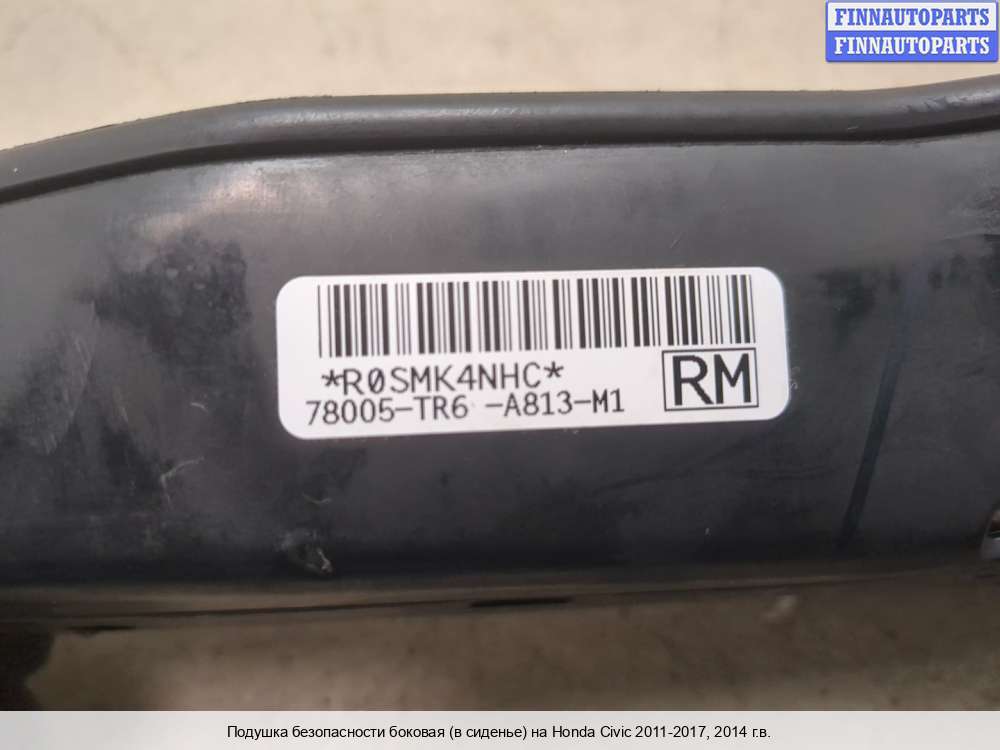 FINNAUTOPARTS
FINNAUTOPARTS
*R0SMK4NHC*
78005-TR6 -A813-M1
RM
Подушка безопасности боковая (в сиденье) на Honda Civic 2011-2017, 2014 г.в.